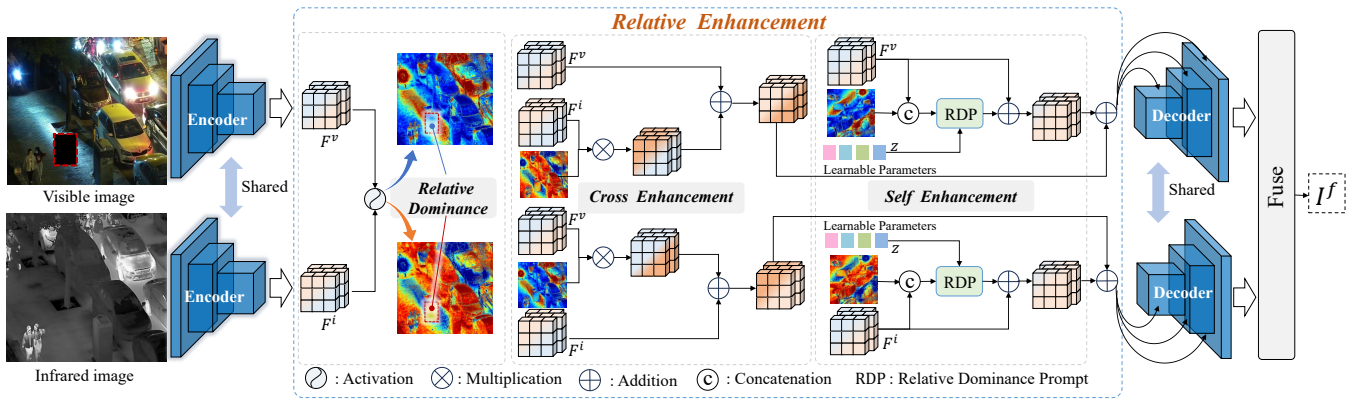 Relative Enhancement
Encoder
F^v
Visible image
Shared
Encoder
F^i
Infrared image
Relative
Dominance
F^v
F^i
Cross Enhancement
F^v
F^i
F^v
C
RDP
z
Learnable Parameters
Self Enhancement
Learnable Parameters
z
C
RDP
F^i
Decoder
Shared
Decoder
Fuse
I^f
: Activation
: Multiplication
: Addition
C : Concatenation
RDP : Relative Dominance Prompt